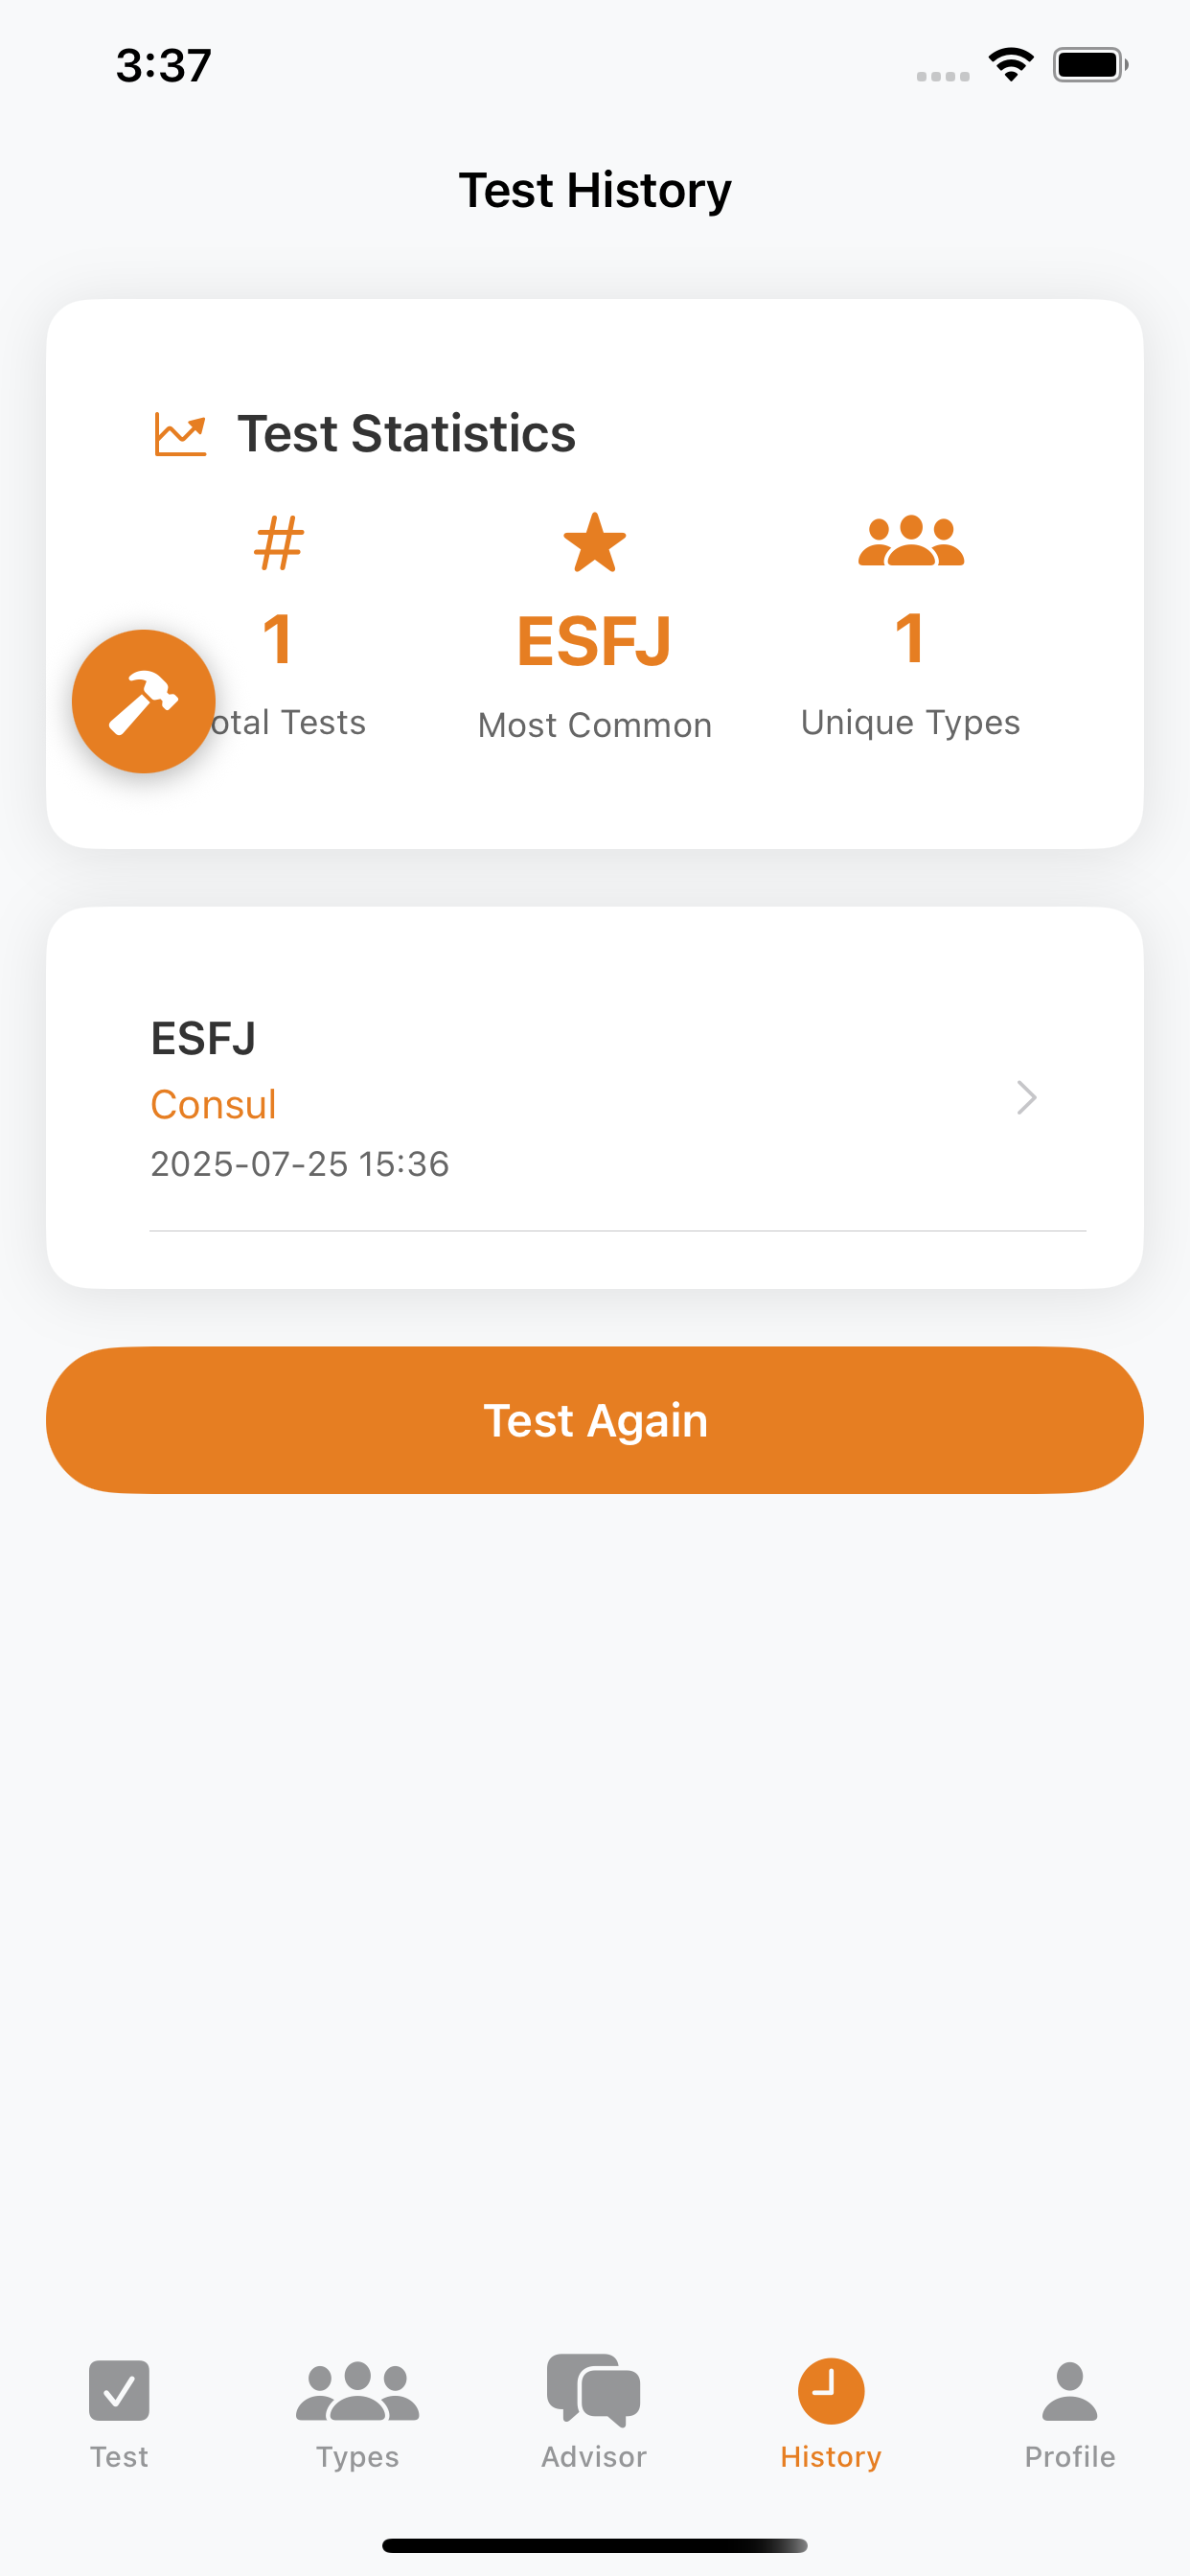 3:37
Test History
Test Statistics
1
ESFJ
1
otal Tests
Most Common
Unique Types
ESFJ
Consul
2025-07-25 15:36
Test Again
Test
Types
Advisor
History
Profile